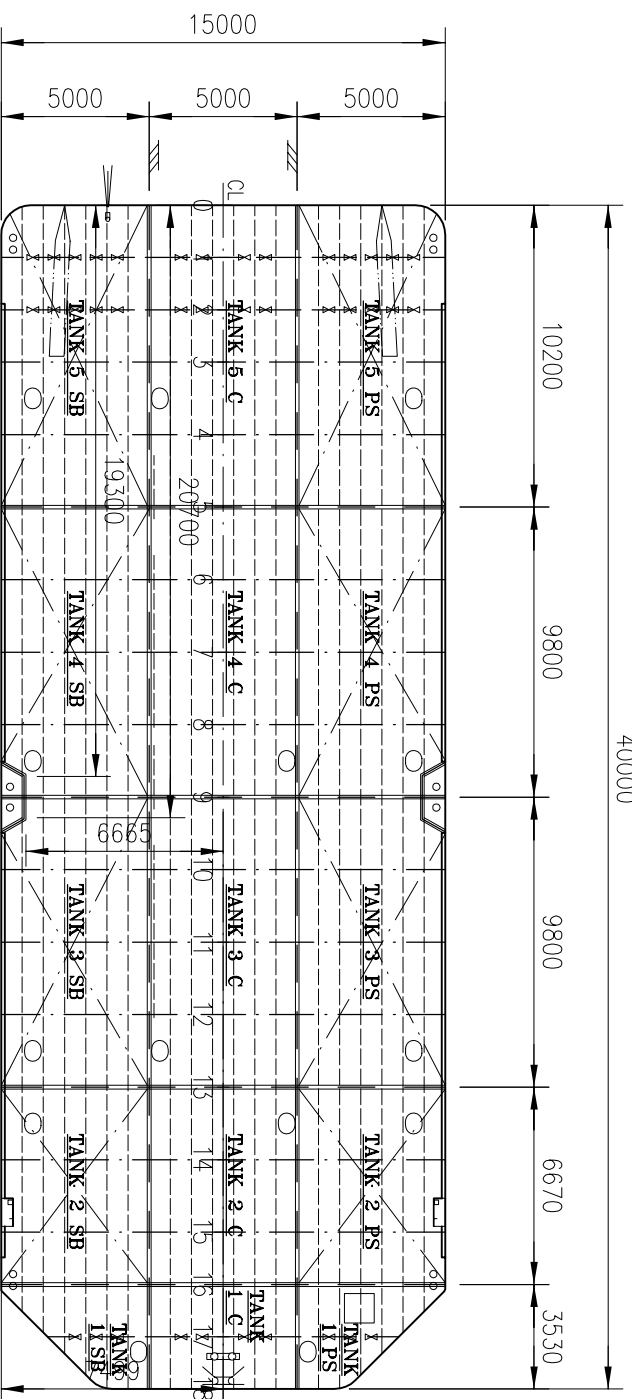 15000
5000
5000
5000
CL
0
1
2
3
4
5
6
7
8
9
10
11
12
13
14
15
16
17
18
TANK 5 SB
TANK 5 C
TANK 5 PS
TANK 4 SB
TANK 4 C
TANK 4 PS
TANK 3 SB
TANK 3 C
TANK 3 PS
TANK 2 SB
TANK 2 C
TANK 2 PS
TANK
1 SB
TANK
1 C
TANK
1 PS
19300
20700
6665
10200
9800
9800
6670
3530
40000